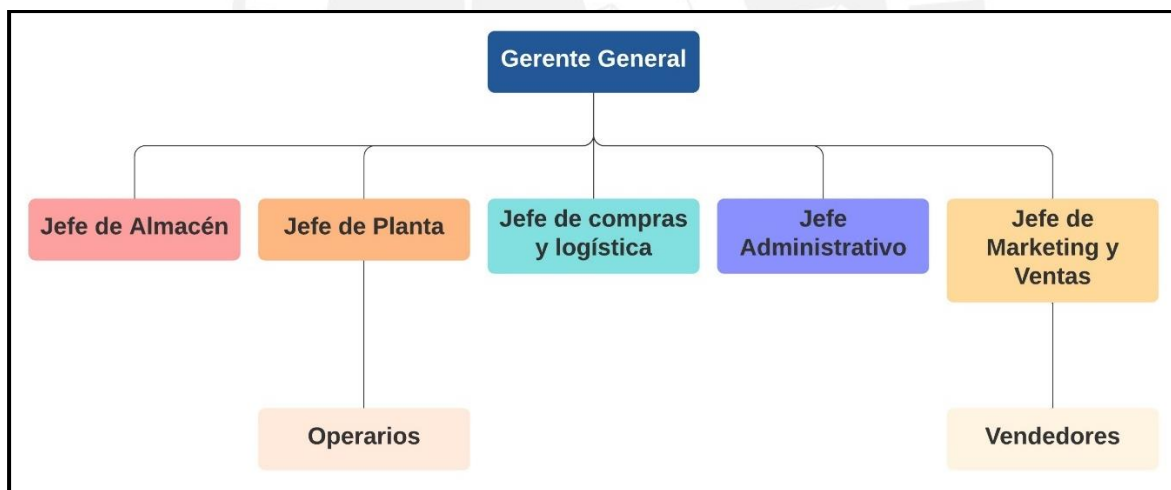 Gerente General
Jefe de Almacén
Jefe de Planta
Jefe de compras
y logística
Jefe
Administrativo
Jefe de
Marketing y
Ventas
Operarios
Vendedores